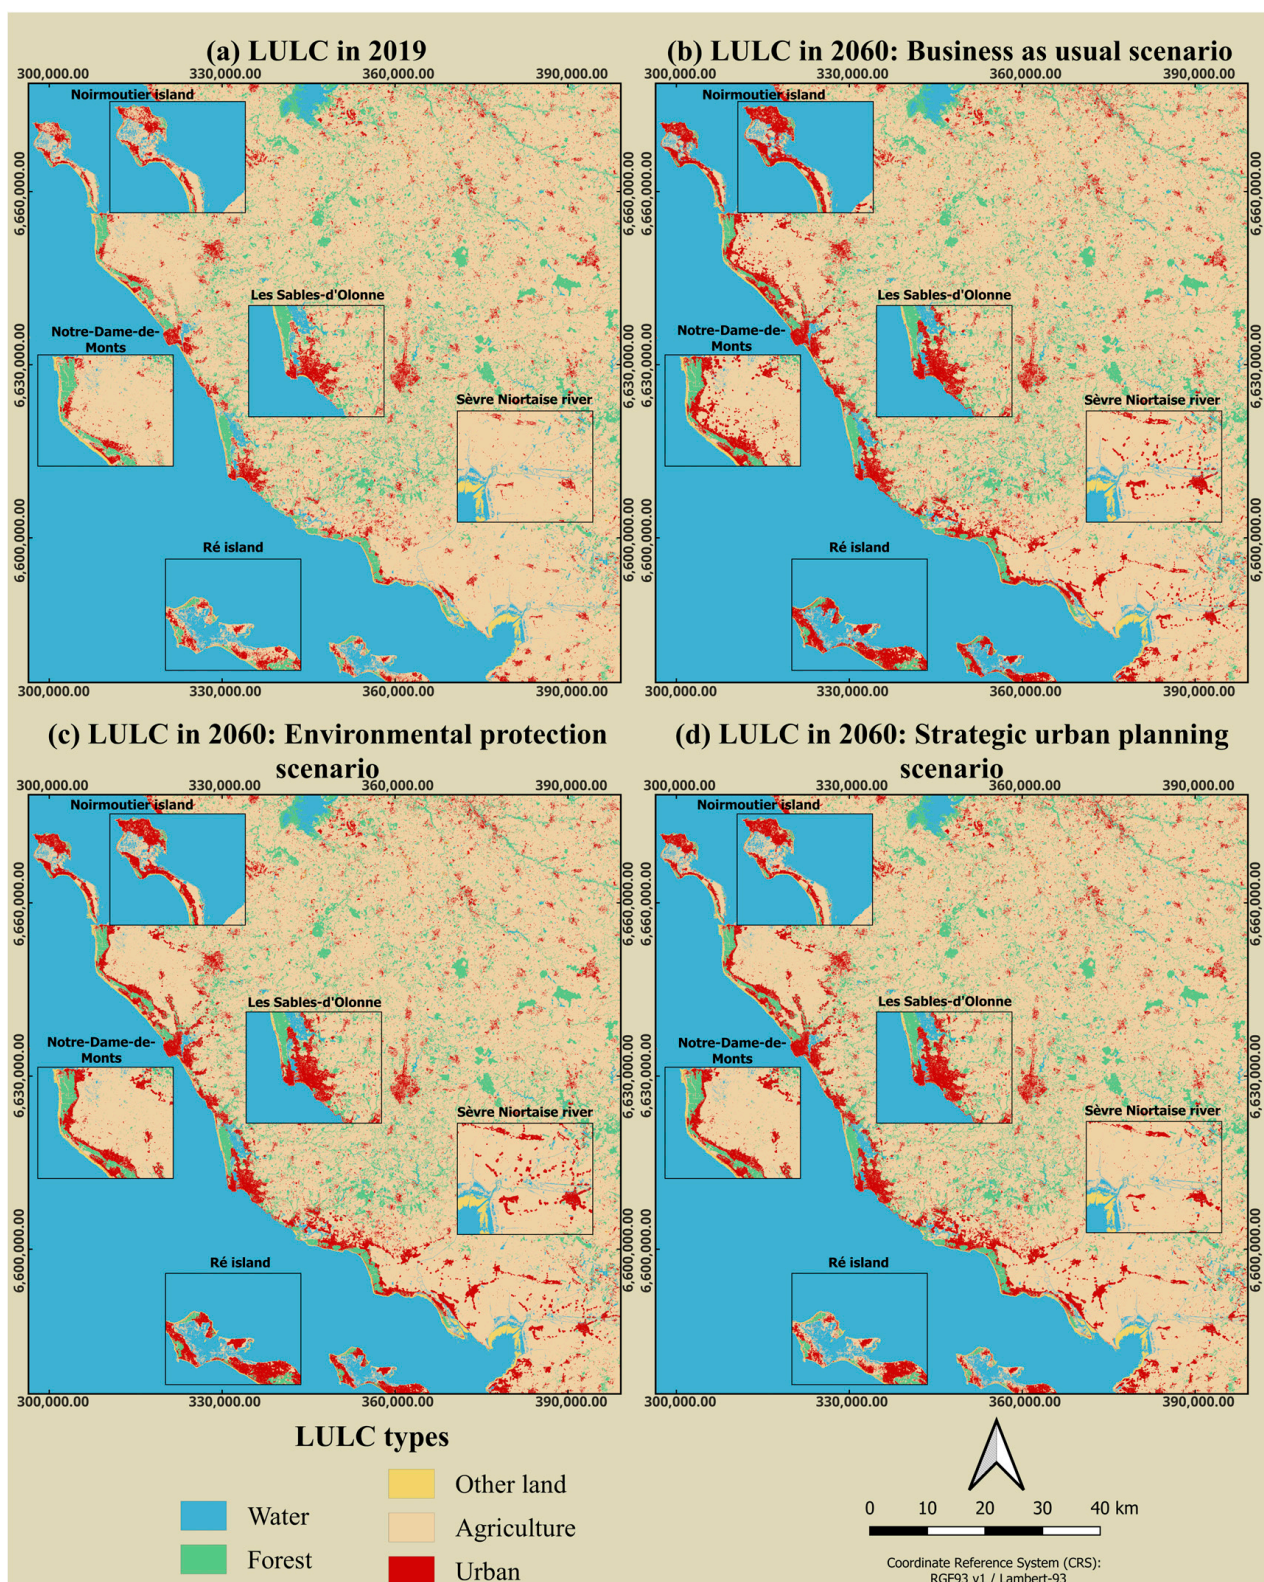 (a) LULC in 2019
300,000.00 330,000.00 360,000.00 390,000.00
Noirmoutier island
6,660,000.00
6,660,000.00
Les Sables-d'Olonne
Notre-Dame-de-
Monts
6,630,000.00
6,630,000.00
Sèvre Niortaise river
6,600,000.00
6,600,000.00
Ré island
300,000.00 330,000.00 360,000.00 390,000.00
(b) LULC in 2060: Business as usual scenario
300,000.00 330,000.00 360,000.00 390,000.00
Noirmoutier island
6,660,000.00
Les Sables-d'Olonne
Notre-Dame-de-
Monts
6,630,000.00
Sèvre Niortaise river
6,600,000.00
Ré island
300,000.00 330,000.00 360,000.00 390,000.00
(c) LULC in 2060: Environmental protection
scenario
300,000.00 330,000.00 360,000.00 390,000.00
Noirmoutier island
6,660,000.00
6,660,000.00
Les Sables-d'Olonne
Notre-Dame-de-
Monts
6,630,000.00
6,630,000.00
Sèvre Niortaise river
6,600,000.00
6,600,000.00
Ré island
300,000.00 330,000.00 360,000.00 390,000.00
(d) LULC in 2060: Strategic urban planning
scenario
300,000.00 330,000.00 360,000.00 390,000.00
Noirmoutier island
6,660,000.00
Les Sables-d'Olonne
Notre-Dame-de-
Monts
6,630,000.00
Sèvre Niortaise river
6,600,000.00
Ré island
300,000.00 330,000.00 360,000.00 390,000.00
LULC types
Other land
Water
Agriculture
Forest
Urban
0 10 20 30 40 km
Coordinate Reference System (CRS):
RGF93 v1 / Lambert-93